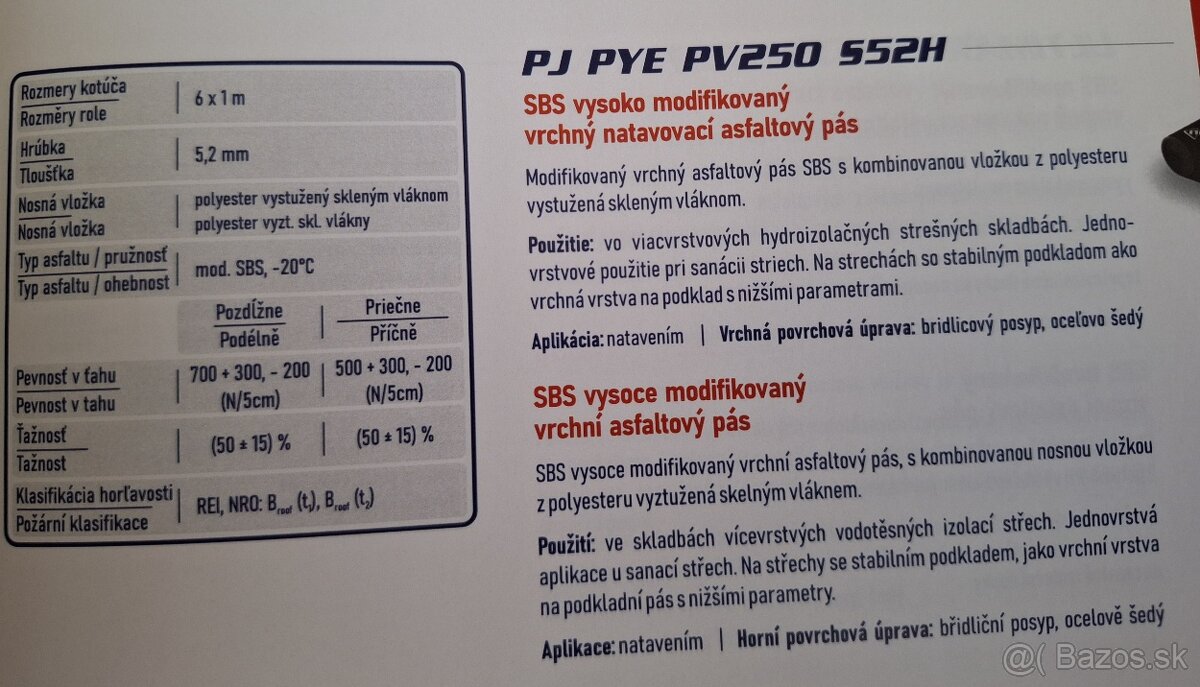 Rozmery kotúča
Rozměry role
6 x 1 m
Hrúbka
Tloušťka
5,2 mm
Nosná vložka
Nosná vložka
polyester vystužený skleným vláknom
polyester vyzt. skl. vlákny
Typ asfaltu / pružnosť
Typ asfaltu / ohebnost
mod. SBS, -20°C
Pozdĺžne
Podélně
Priečne
Příčně
Pevnosť v ťahu
Pevnost v tahu
700 + 300, - 200
(N/5cm)
500 + 300, - 200
(N/5cm)
Ťažnosť
Tažnost
(50 ± 15) %
(50 ± 15) %
Klasifikácia horľavosti
Požární klasifikace
REI, NRO: Broof (t1), Broof (t3)
PJ PYE PV250 S52H
SBS vysoko modifikovaný
vrchný natavovací asfaltový pás
Modifikovaný vrchný asfaltový pás SBS s kombinovanou vložkou z polyesteru
vystužená skleným vláknom.
Použitie: vo viacvrstvových hydroizolačných strešných skladbách. Jedno-
vrstvové použitie pri sanácii striech. Na strechách so stabilným podkladom ako
vrchná vrstva na podklad s nižšími parametrami.
Aplikácia: natavením | Vrchná povrchová úprava: bridlicový posyp, oceľovo šedý
SBS vysoce modifikovaný
vrchní asfaltový pás
SBS vysoce modifikovaný vrchní asfaltový pás, s kombinovanou nosnou vložkou
z polyesteru vyztužená skelným vláknem.
Použití: ve skladbách vícevrstvých vodotěsných izolací střech. Jednovrstvá
aplikace u sanací střech. Na střechy se stabilním podkladem, jako vrchní vrstva
na podkladní pás s nižšími parametry.
Aplikace: natavením | Horní povrchová úprava: břidliční posyp, ocelově šedý
@( Bazos.sk